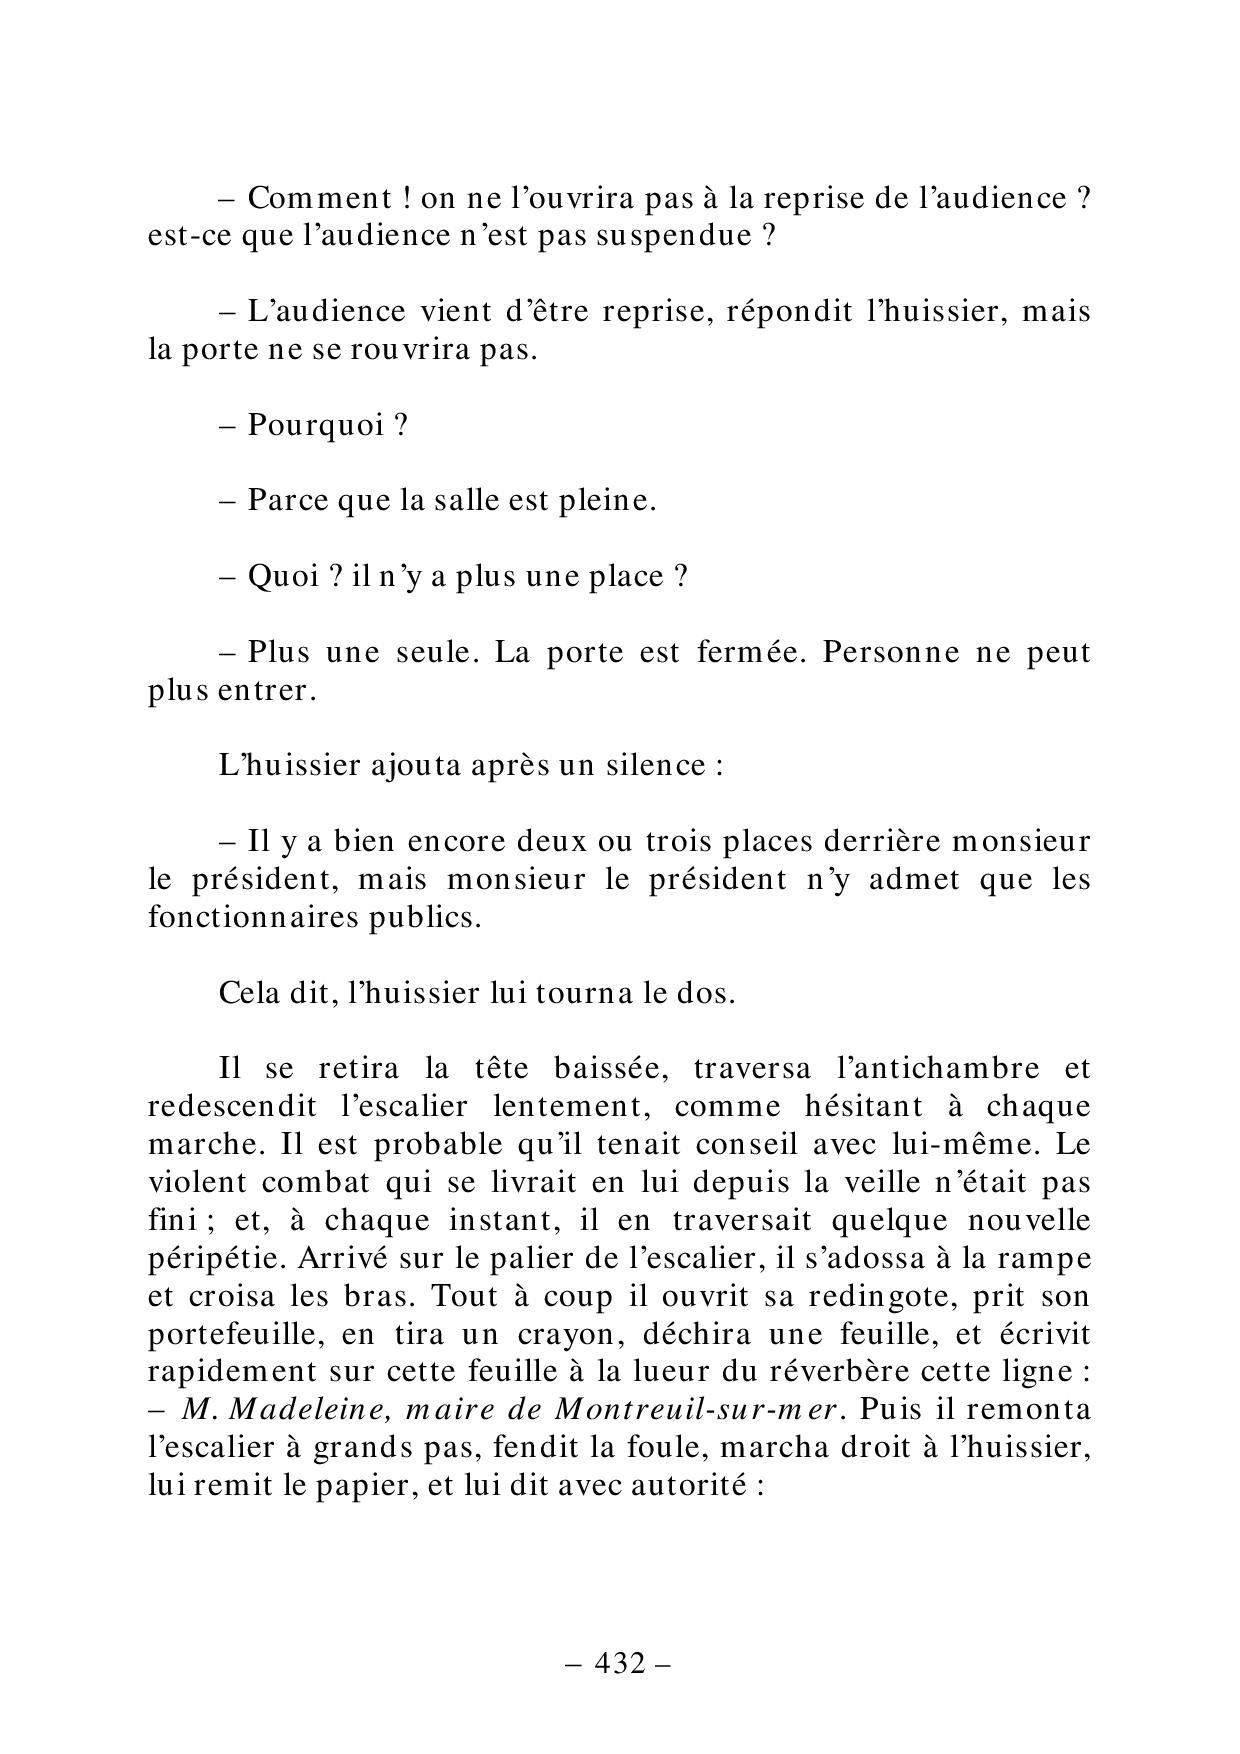 – Comment ! on ne l’ouvrira pas à la reprise de l’audience ?
est-ce que l’audience n’est pas suspendue ?
– L’audience vient d’être reprise, répondit l’huissier, mais
la porte ne se rouvrira pas.
– Pourquoi ?
– Parce que la salle est pleine.
– Quoi ? il n’y a plus une place ?
– Plus une seule. La porte est fermée. Personne ne peut
plus entrer.
L’huissier ajouta après un silence :
– Il y a bien encore deux ou trois places derrière monsieur
le président, mais monsieur le président n’y admet que les
fonctionnaires publics.
Cela dit, l’huissier lui tourna le dos.
Il se retira la tête baissée, traversa l’antichambre et
redescendit l’escalier lentement, comme hésitant à chaque
marche. Il est probable qu’il tenait conseil avec lui-même. Le
violent combat qui se livrait en lui depuis la veille n’était pas
fini ; et, à chaque instant, il en traversait quelque nouvelle
péripétie. Arrivé sur le palier de l’escalier, il s’adossa à la rampe
et croisa les bras. Tout à coup il ouvrit sa redingote, prit son
portefeuille, en tira un crayon, déchira une feuille, et écrivit
rapidement sur cette feuille à la lueur du réverbère cette ligne :
– M. Madeleine, maire de Montreuil-sur-mer. Puis il remonta
l’escalier à grands pas, fendit la foule, marcha droit à l’huissier,
lui remit le papier, et lui dit avec autorité :
– 432 –